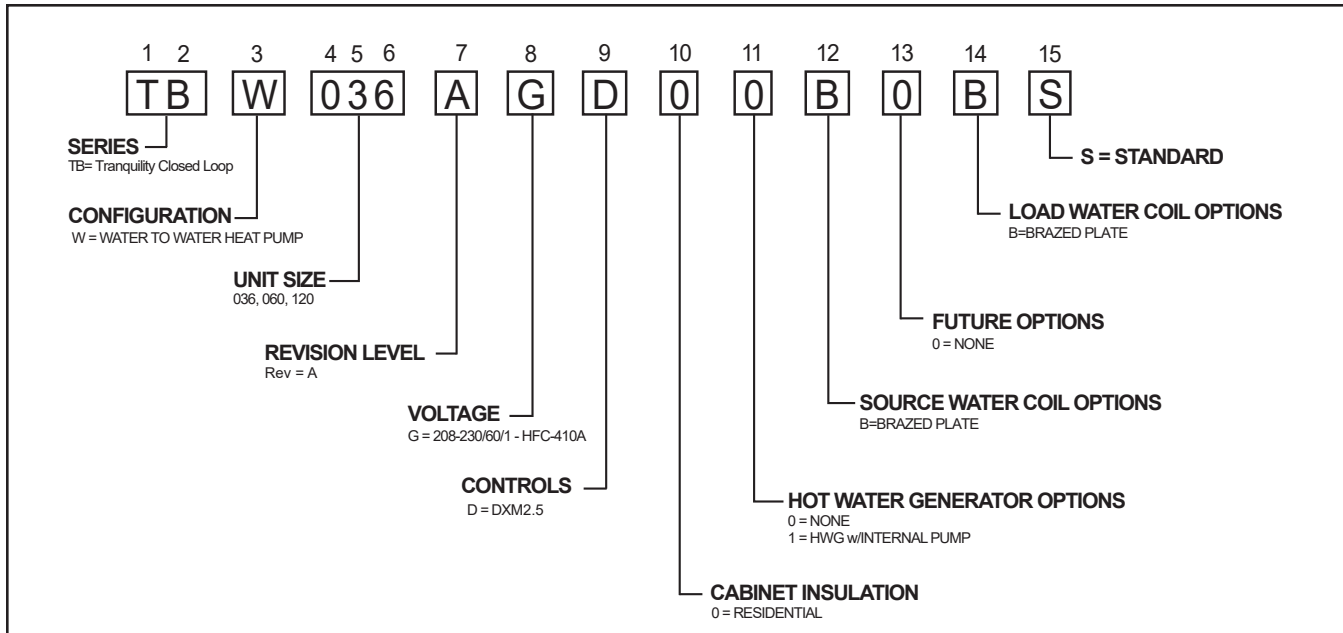 1 2 3 4 5 6 7 8 9 10 11 12 13 14 15
TB W 036 A G D 0 0 B 0 B S
SERIES
TB= Tranquility Closed Loop
CONFIGURATION
W = WATER TO WATER HEAT PUMP
UNIT SIZE
036, 060, 120
REVISION LEVEL
Rev = A
VOLTAGE
G = 208-230/60/1 - HFC-410A
CONTROLS
D = DXM2.5
S = STANDARD
LOAD WATER COIL OPTIONS
B=BRAZED PLATE
FUTURE OPTIONS
0 = NONE
SOURCE WATER COIL OPTIONS
B=BRAZED PLATE
HOT WATER GENERATOR OPTIONS
0 = NONE
1 = HWG w/INTERNAL PUMP
CABINET INSULATION
0 = RESIDENTIAL